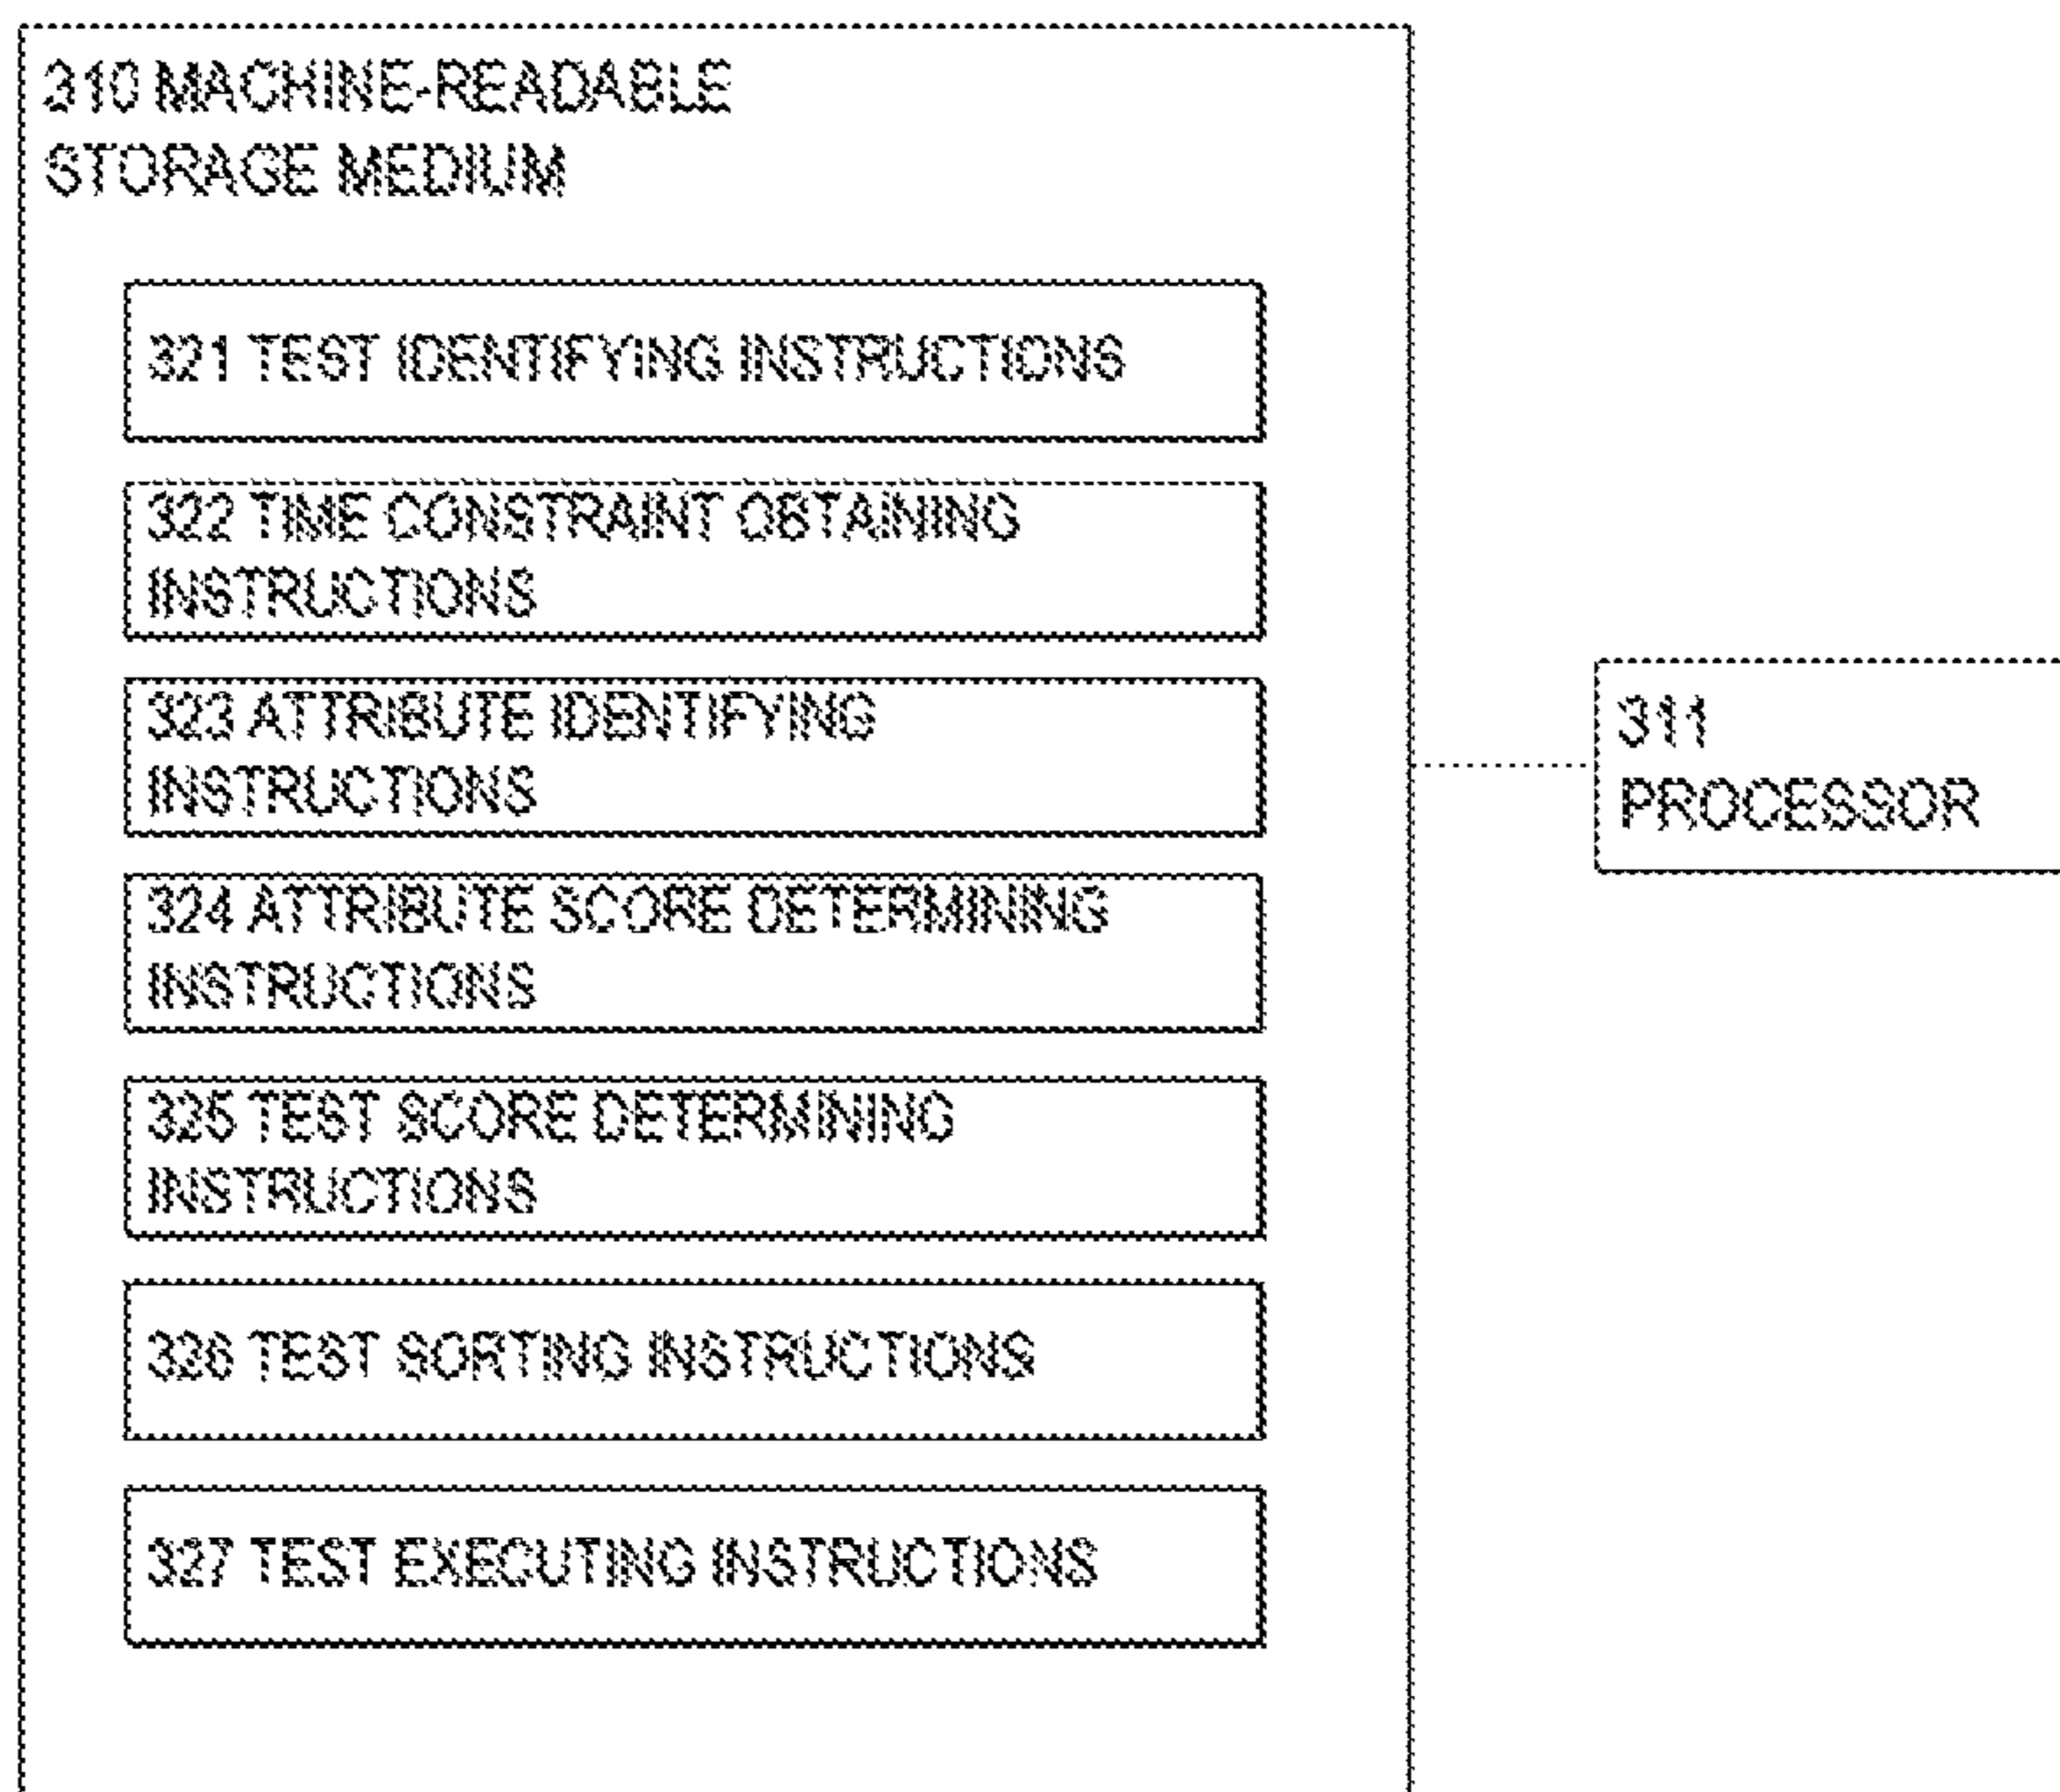 310 MACHINE-READABLE
STORAGE MEDIUM
321 TEST IDENTIFYING INSTRUCTIONS
322 TIME CONSTRAINT OBTAINING
INSTRUCTIONS
323 ATTRIBUTE IDENTIFYING
INSTRUCTIONS
324 ATTRIBUTE SCORE DETERMINING
INSTRUCTIONS
325 TEST SCORE DETERMINING
INSTRUCTIONS
326 TEST SORTING INSTRUCTIONS
327 TEST EXECUTING INSTRUCTIONS
311
PROCESSOR